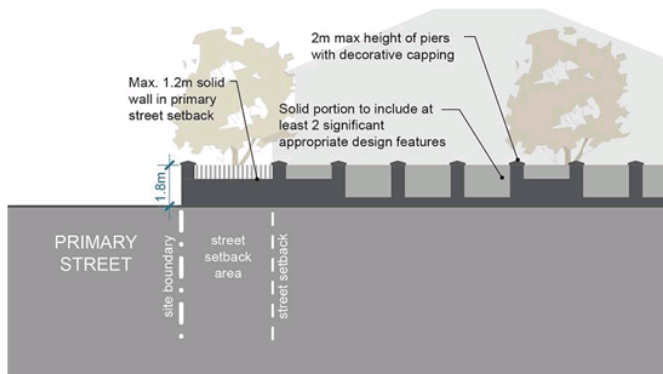 2m max height of piers
with decorative capping
Max. 1.2m solid
wall in primary
street setback
Solid portion to include at
least 2 significant
appropriate design features
1.8m
PRIMARY
STREET
site boundary
street
setback
area
street setback